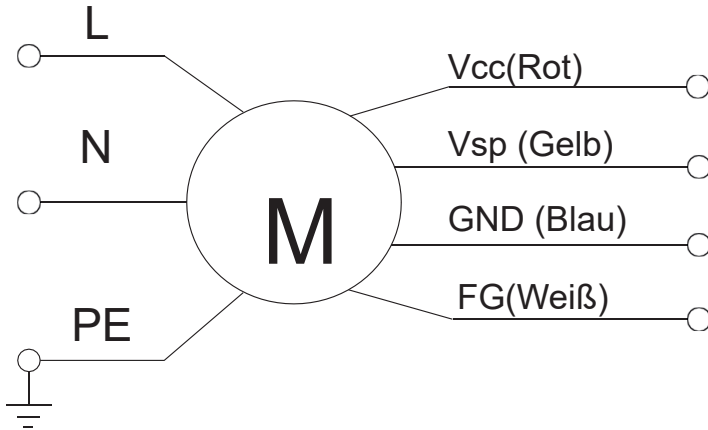 L
N
PE
M
Vcc(Rot)
Vsp (Gelb)
GND (Blau)
FG(Weiß)